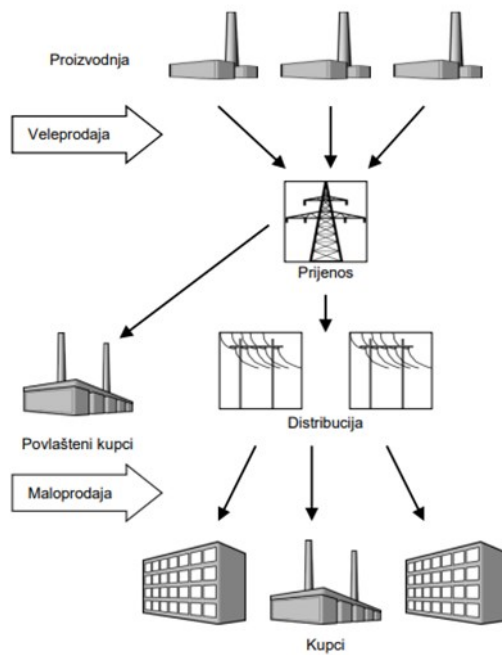 Proizvodnja
Veleprodaja
Prijenos
Distribucija
Povlašteni kupci
Maloprodaja
Kupci